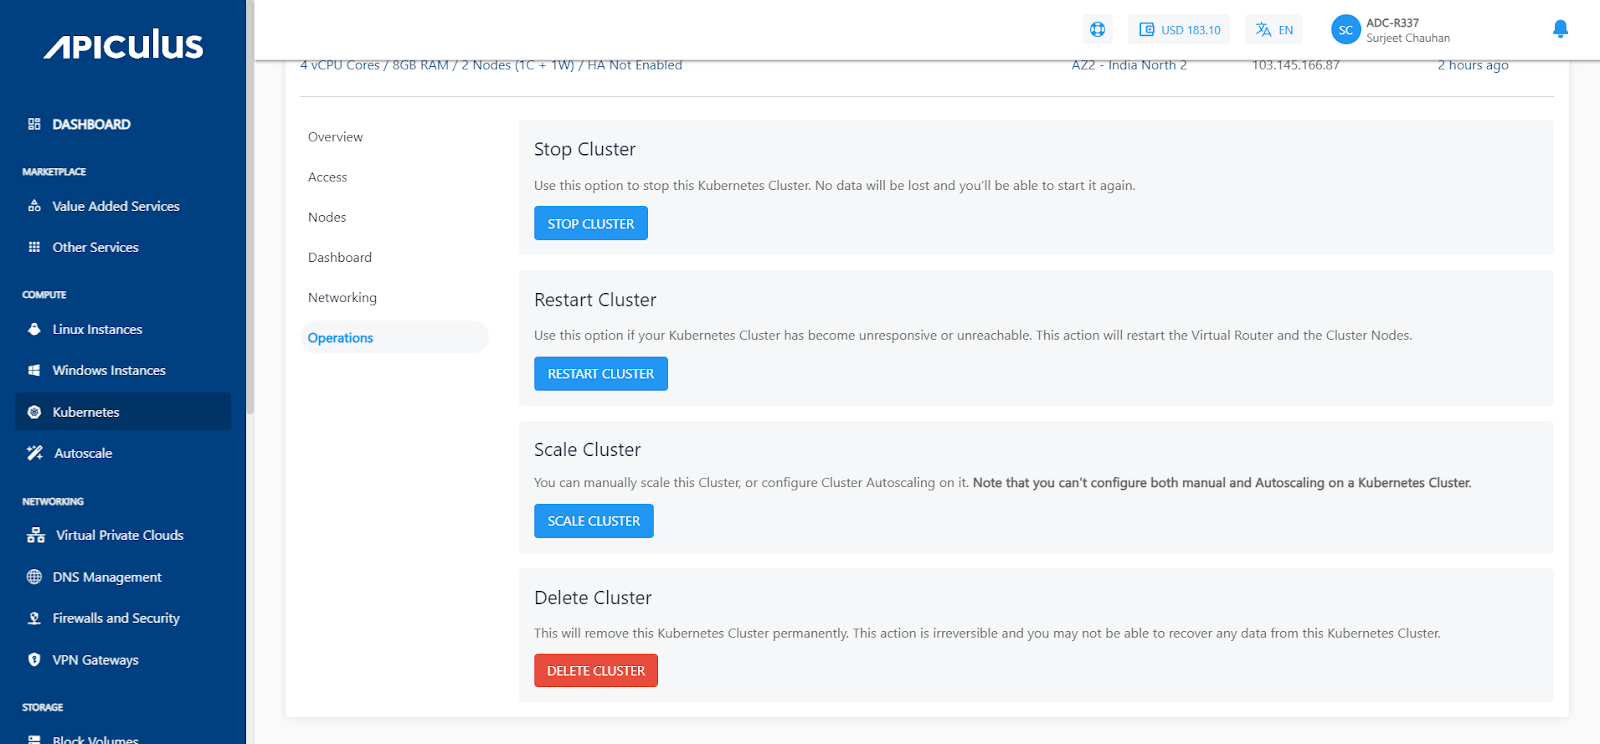 APICULUS
USD 183.10
EN
SC
ADC-R337
Surjeet Chauhan
DASHBOARD
MARKETPLACE
Value Added Services
Other Services
COMPUTE
Linux Instances
Windows Instances
Kubernetes
Autoscale
NETWORKING
Virtual Private Clouds
DNS Management
Firewalls and Security
VPN Gateways
STORAGE
Block Volumes
4 vCPU Cores / 8GB RAM / 2 Nodes (1C + 1W) / HA Not Enabled
AZ2 - India North 2
103.145.166.87
2 hours ago
Overview
Access
Nodes
Dashboard
Networking
Operations
Stop Cluster
Use this option to stop this Kubernetes Cluster. No data will be lost and you'll be able to start it again.
STOP CLUSTER
Restart Cluster
Use this option if your Kubernetes Cluster has become unresponsive or unreachable. This action will restart the Virtual Router and the Cluster Nodes.
RESTART CLUSTER
Scale Cluster
You can manually scale this Cluster, or configure Cluster Autoscaling on it. Note that you can't configure both manual and Autoscaling on a Kubernetes Cluster.
SCALE CLUSTER
Delete Cluster
This will remove this Kubernetes Cluster permanently. This action is irreversible and you may not be able to recover any data from this Kubernetes Cluster.
DELETE CLUSTER